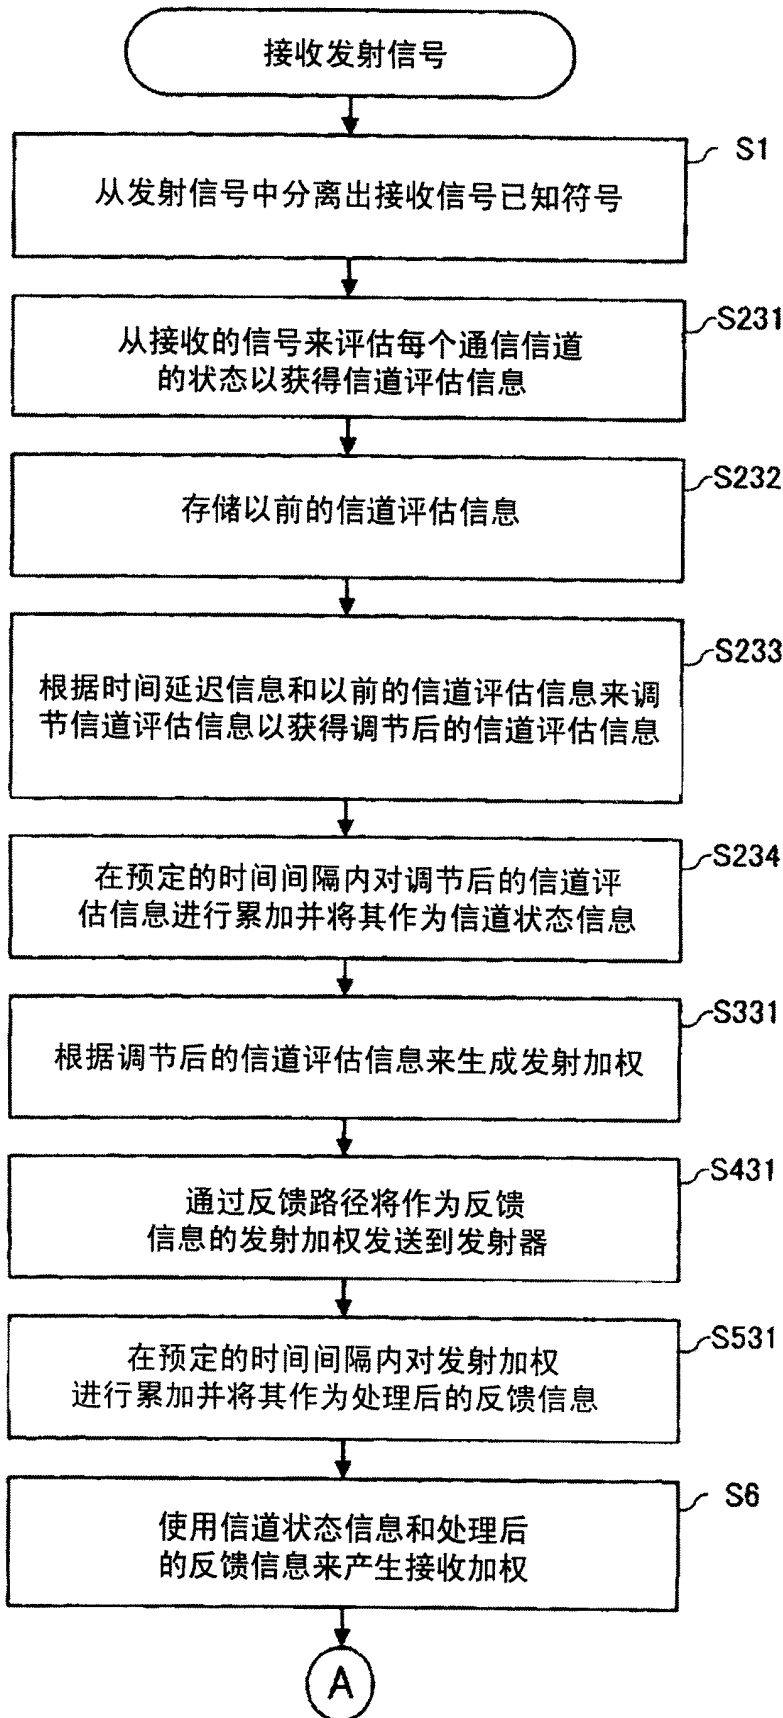 接收发射信号
S1
从发射信号中分离出接收信号已知符号
S231
从接收的信号来评估每个通信信道
的状态以获得信道评估信息
S232
存储以前的信道评估信息
S233
根据时间延迟信息和以前的信道评估信息来调
节信道评估信息以获得调节后的信道评估信息
S234
在预定的时间间隔内对调节后的信道评
估信息进行累加并将其作为信道状态信息
S331
根据调节后的信道评估信息来生成发射加权
S431
通过反馈路径将作为反馈
信息的发射加权发送到发射器
S531
在预定的时间间隔内对发射加权
进行累加并将其作为处理后的反馈信息
S6
使用信道状态信息和处理后
的反馈信息来产生接收加权
A